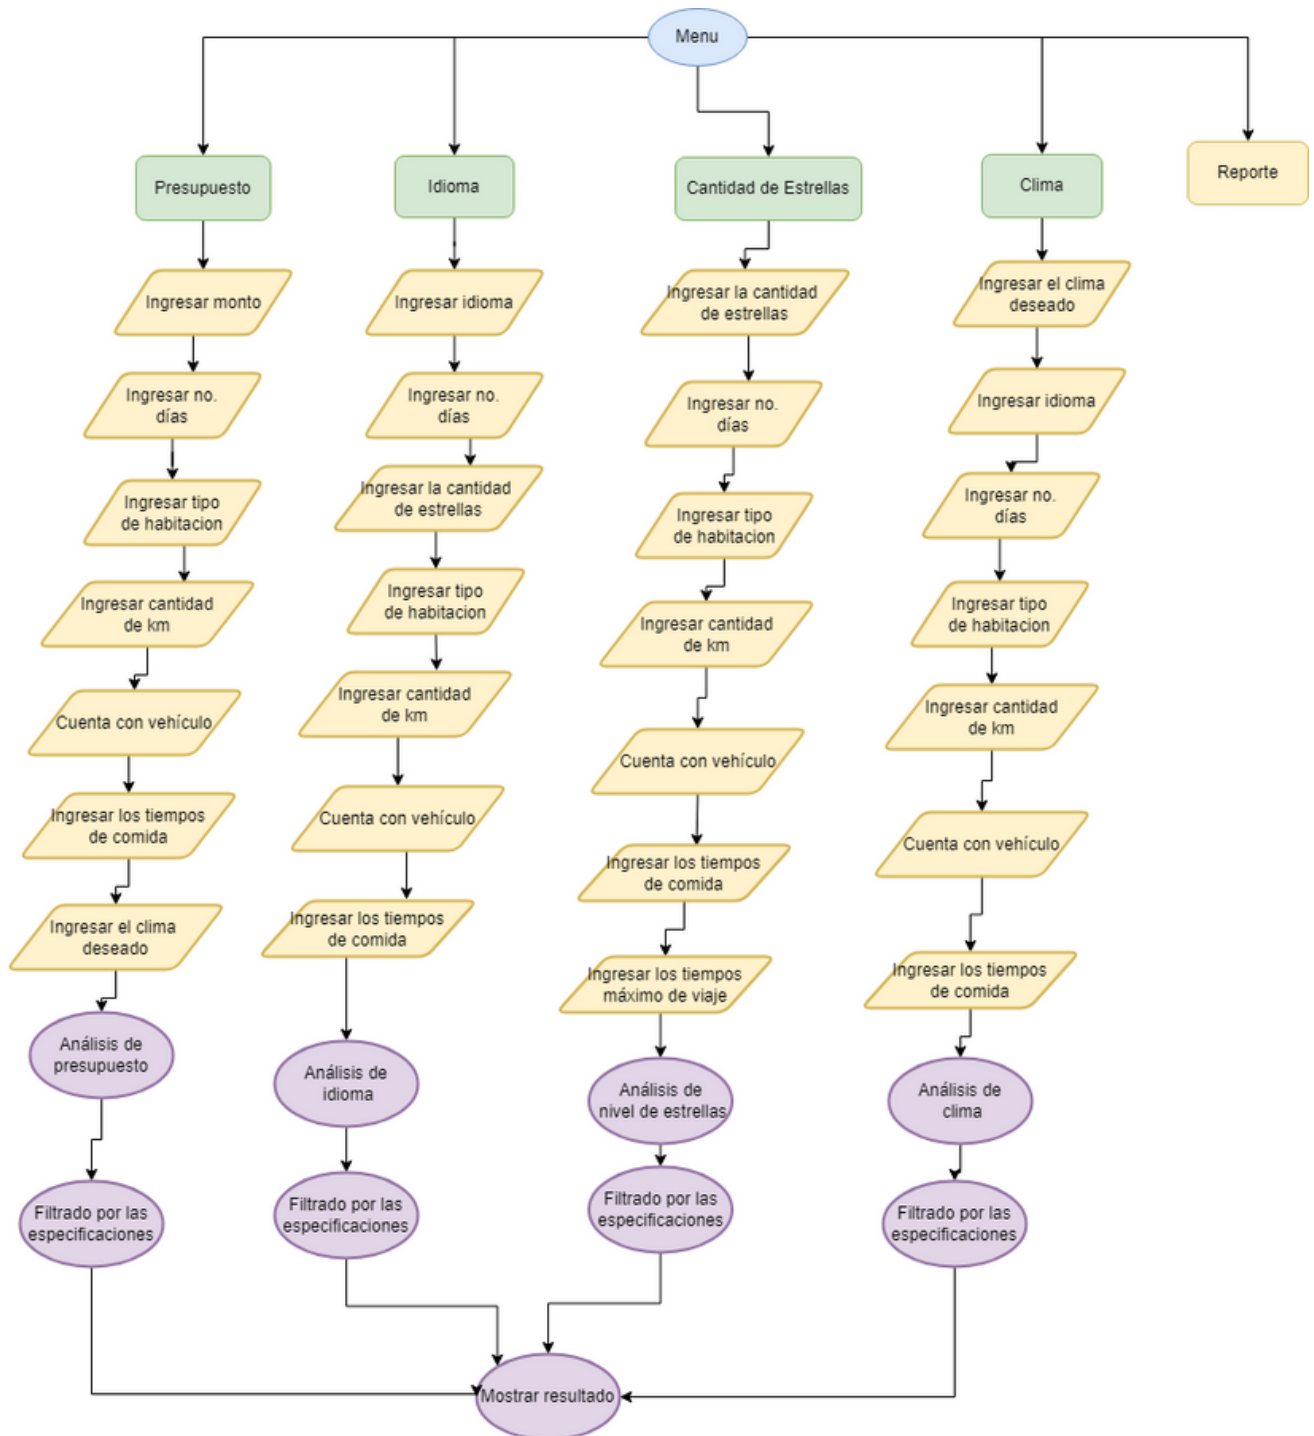 Menu
Presupuesto
Idioma
Cantidad de Estrellas
Clima
Reporte
Ingresar monto
Ingresar no.
días
Ingresar tipo
de habitacion
Ingresar cantidad
de km
Cuenta con vehículo
Ingresar los tiempos
de comida
Ingresar el clima
deseado
Análisis de
presupuesto
Filtrado por las
especificaciones
Ingresar idioma
Ingresar no.
días
Ingresar la cantidad
de estrellas
Ingresar tipo
de habitacion
Ingresar cantidad
de km
Cuenta con vehículo
Ingresar los tiempos
de comida
Análisis de
idioma
Filtrado por las
especificaciones
Ingresar la cantidad
de estrellas
Ingresar no.
días
Ingresar tipo
de habitacion
Ingresar cantidad
de km
Cuenta con vehículo
Ingresar los tiempos
de comida
Ingresar los tiempos
máximo de viaje
Análisis de
nivel de estrellas
Filtrado por las
especificaciones
Ingresar el clima
deseado
Ingresar idioma
Ingresar no.
días
Ingresar tipo
de habitacion
Ingresar cantidad
de km
Cuenta con vehículo
Ingresar los tiempos
de comida
Análisis de
clima
Filtrado por las
especificaciones
Mostrar resultado